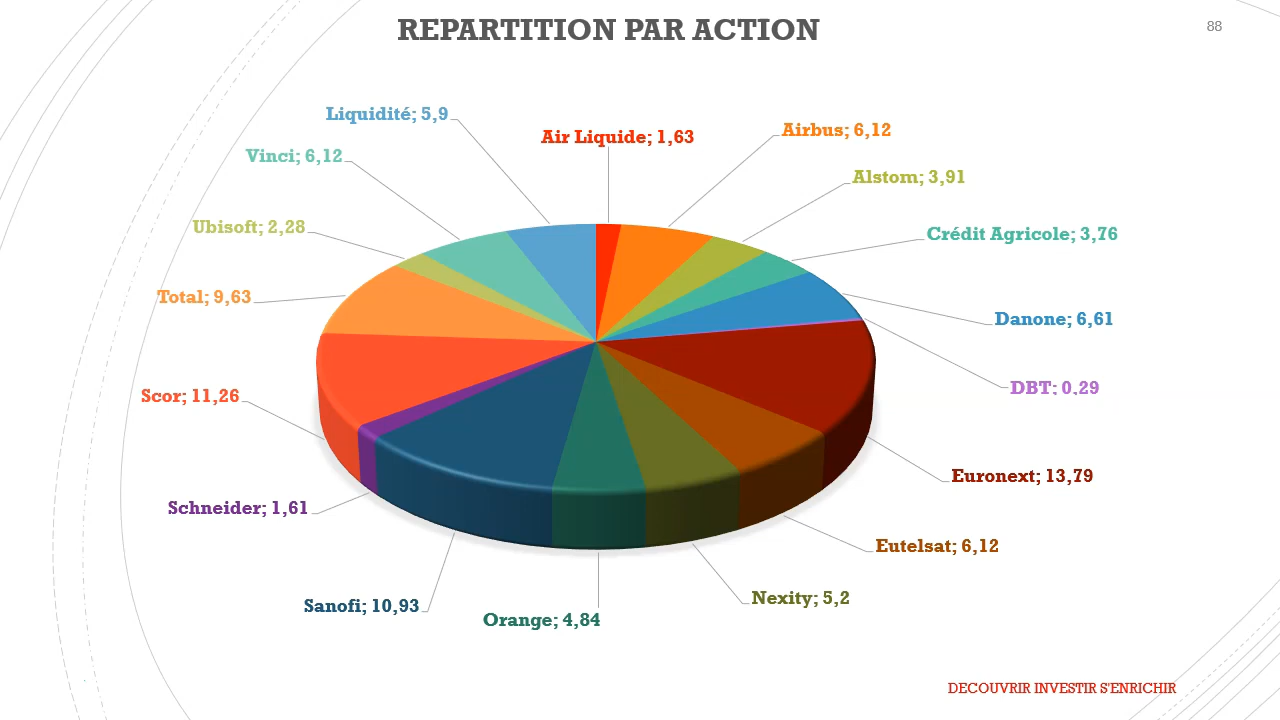 REPARTITION PAR ACTION
88
Liquidité; 5,9
Air Liquide; 1,63
Airbus; 6,12
Vinci; 6,12
Alstom; 3,91
Ubisoft; 2,28
Crédit Agricole; 3,76
Total; 9,63
Danone; 6,61
DBT; 0,29
Scor; 11,26
Euronext; 13,79
Schneider; 1,61
Eutelsat; 6,12
Sanofi; 10,93
Nexity; 5,2
Orange; 4,84
DECOUVRIR INVESTIR S'ENRICHIR